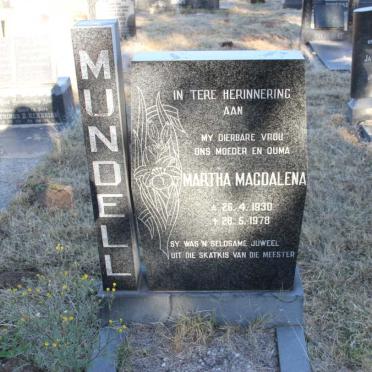 MUNDELL
IN TERE HERINNERING
AAN
MY DIERBARE VROU
ONS MOEDER EN OUMA
MARTHA MAGDALENA
* 26.4.1930
† 28.5.1978
SY WAS 'N SELDSAME JUWEEL
UIT DIE SKATKIS VAN DIE MEESTER